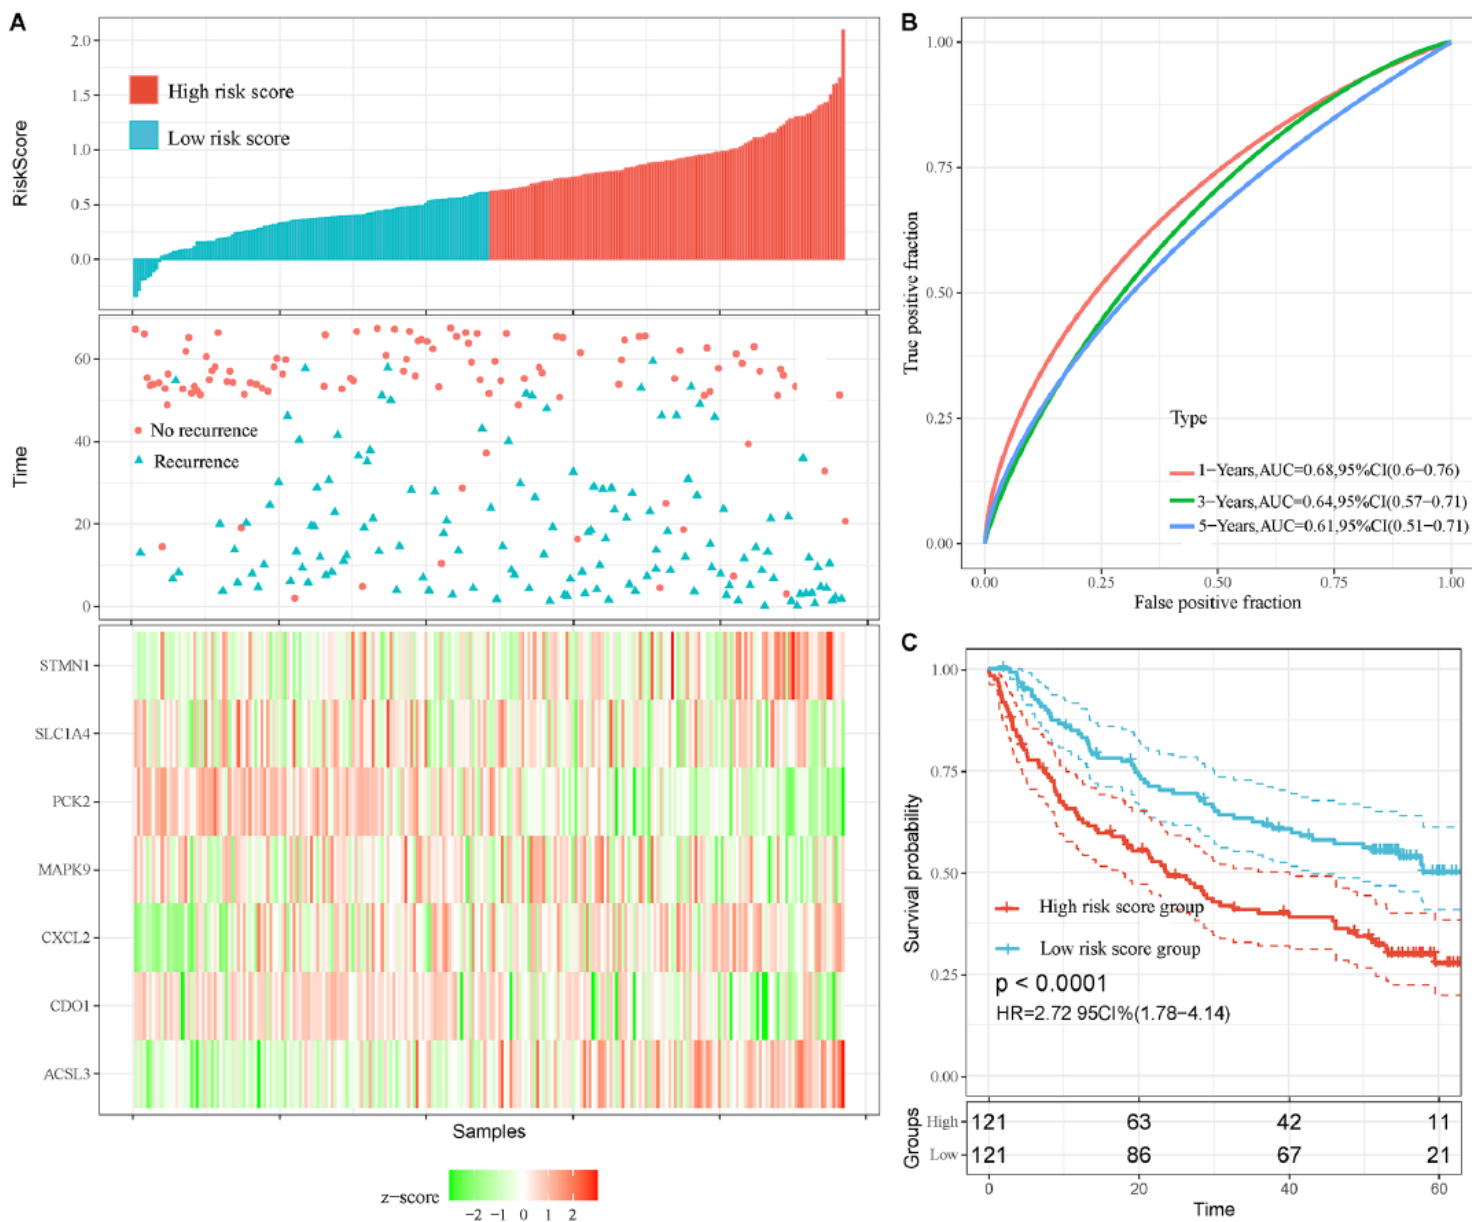 A
RiskScore
2.0
1.5
1.0
0.5
0.0
High risk score
Low risk score
Time
60
40
20
0
No recurrence
Recurrence
STMN1
SLC1A4
PCK2
MAPK9
CXCL2
CDO1
ACSL3
Samples
z-score
-2 -1 0 1 2
B
True positive fraction
1.00
0.75
0.50
0.25
0.00
Type
1-Years,AUC=0.68,95%CI(0.6-0.76)
3-Years,AUC=0.64,95%CI(0.57-0.71)
5-Years,AUC=0.61,95%CI(0.51-0.71)
0.00 0.25 0.50 0.75 1.00
False positive fraction
C
Survival probability
1.00
0.75
0.50
0.25
0.00
High risk score group
Low risk score group
p < 0.0001
HR=2.72 95CI%(1.78-4.14)
Groups
High 121 63 42 11
Low 121 86 67 21
0 20 40 60
Time